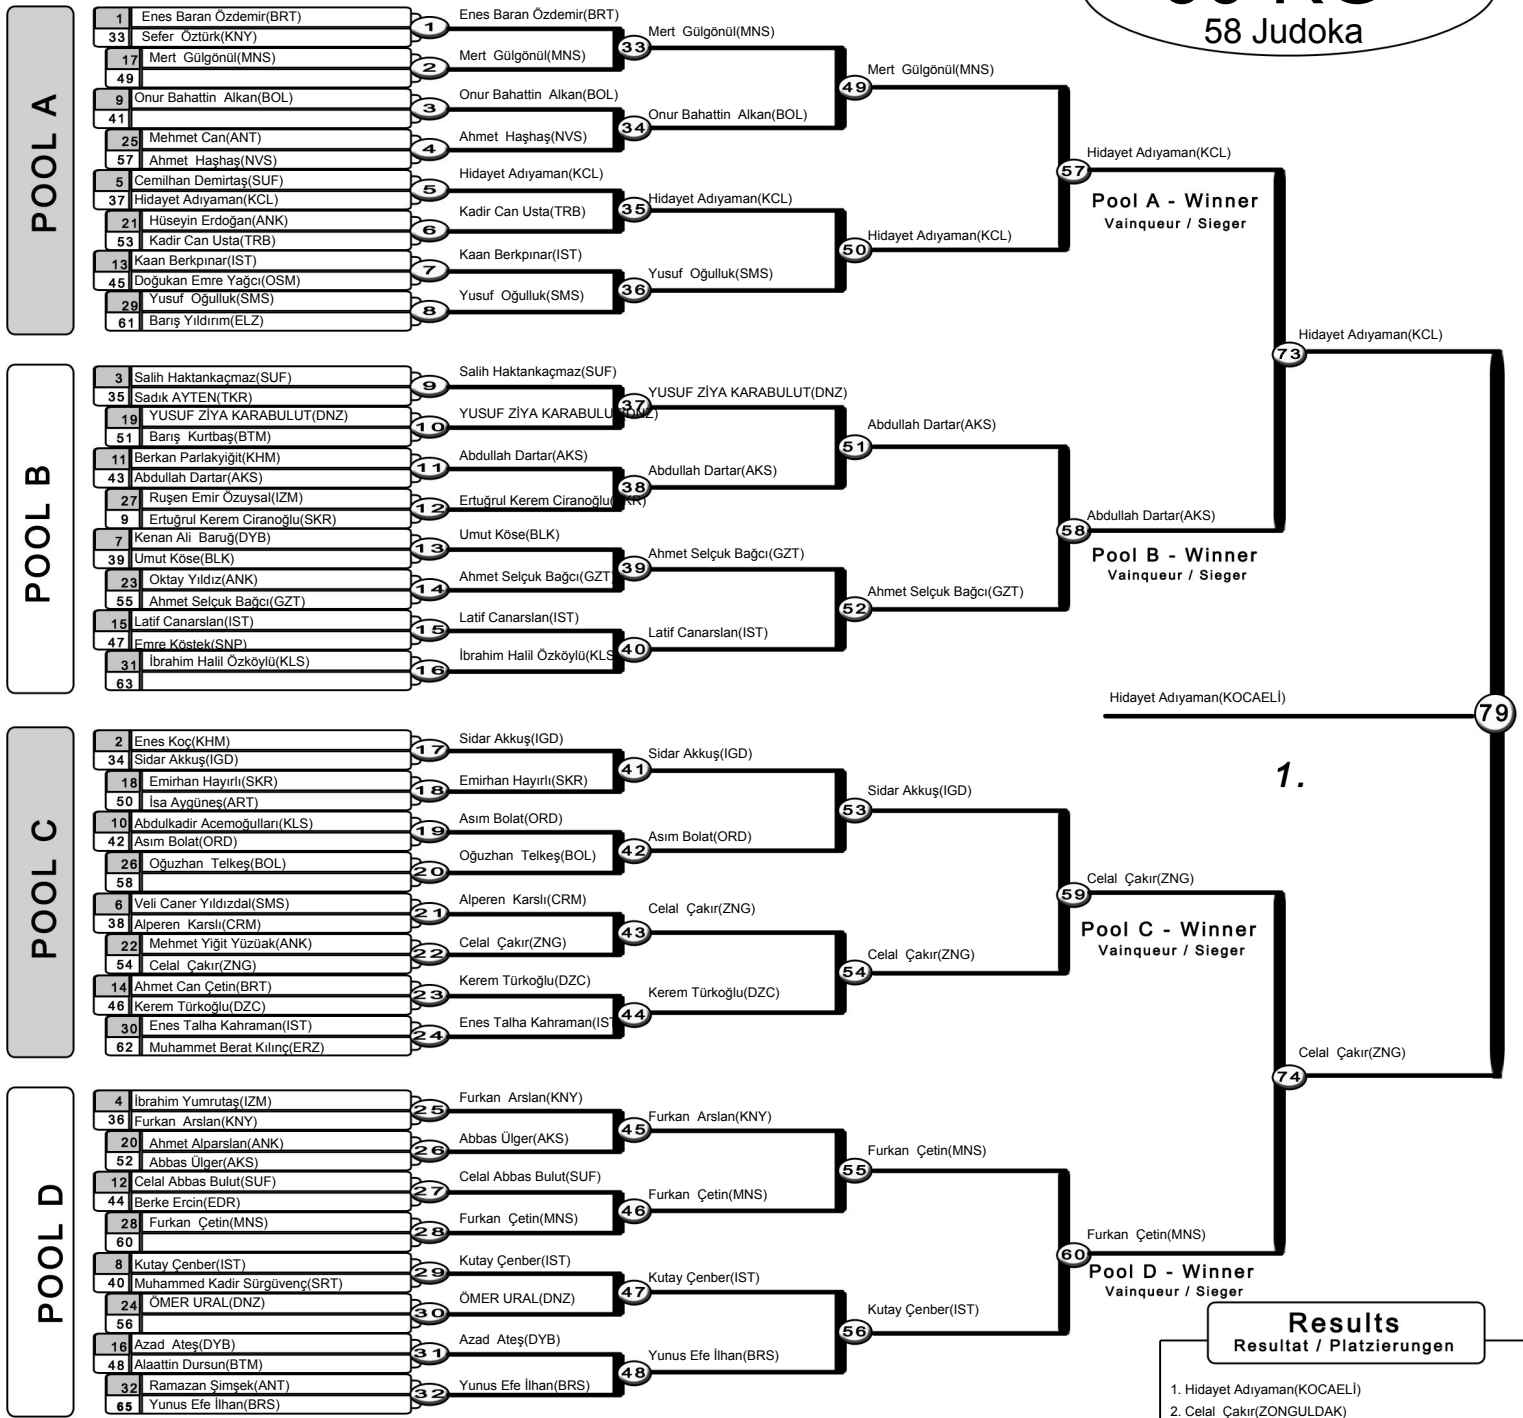 58 Judoka
POOL A
1 Enes Baran Özdemir(BRT)
33 Sefer Öztürk(KNY)
17 Mert Gülgönül(MNS)
49
9 Onur Bahattin Alkan(BOL)
41
25 Mehmet Can(ANT)
57 Ahmet Haşhaş(NVS)
5 Cemilhan Demirtaş(SUF)
37 Hidayet Adıyaman(KCL)
21 Hüseyin Erdoğan(ANK)
53 Kadir Can Usta(TRB)
13 Kaan Berkpınar(IST)
45 Doğukan Emre Yağcı(OSM)
29 Yusuf Oğulluk(SMS)
61 Barış Yıldırım(ELZ)
1 Enes Baran Özdemir(BRT)
2 Mert Gülgönül(MNS)
3 Onur Bahattin Alkan(BOL)
4 Ahmet Haşhaş(NVS)
5 Hidayet Adıyaman(KCL)
6 Kadir Can Usta(TRB)
7 Kaan Berkpınar(IST)
8 Yusuf Oğulluk(SMS)
33 Mert Gülgönül(MNS)
34 Onur Bahattin Alkan(BOL)
35 Hidayet Adıyaman(KCL)
36 Yusuf Oğulluk(SMS)
49 Mert Gülgönül(MNS)
50 Hidayet Adıyaman(KCL)
57 Hidayet Adıyaman(KCL)
Pool A - Winner
Vainqueur / Sieger
POOL B
3 Salih Haktankaçmaz(SUF)
35 Sadık AYTEN(TKR)
19 YUSUF ZİYA KARABULUT(DNZ)
51 Barış Kurtbaş(BTM)
11 Berkan Parlakyiğit(KHM)
43 Abdullah Dartar(AKS)
27 Ruşen Emir Özuysal(IZM)
9 Ertuğrul Kerem Ciranoğlu(SKR)
7 Kenan Ali Baruğ(DYB)
39 Umut Köse(BLK)
23 Oktay Yıldız(ANK)
55 Ahmet Selçuk Bağcı(GZT)
15 Latif Canarslan(IST)
47 Emre Köstek(SNP)
31 İbrahim Halil Özköylü(KLS)
63
9 Salih Haktankaçmaz(SUF)
10 YUSUF ZİYA KARABULUT(DNZ)
11 Abdullah Dartar(AKS)
12 Ertuğrul Kerem Ciranoğlu(SKR)
13 Umut Köse(BLK)
14 Ahmet Selçuk Bağcı(GZT)
15 Latif Canarslan(IST)
16 İbrahim Halil Özköylü(KLS
37 YUSUF ZİYA KARABULUT(DNZ)
38 Abdullah Dartar(AKS)
39 Ahmet Selçuk Bağcı(GZT)
40 Latif Canarslan(IST)
51 Abdullah Dartar(AKS)
52 Ahmet Selçuk Bağcı(GZT)
58 Abdullah Dartar(AKS)
Pool B - Winner
Vainqueur / Sieger
73 Hidayet Adıyaman(KCL)
Hidayet Adıyaman(KOCAELİ)
79
1.
POOL C
2 Enes Koç(KHM)
34 Sidar Akkuş(IGD)
18 Emirhan Hayırlı(SKR)
50 İsa Aygüneş(ART)
10 Abdulkadir Acemoğulları(KLS)
42 Asım Bolat(ORD)
26 Oğuzhan Telkeş(BOL)
58
6 Veli Caner Yıldızdal(SMS)
38 Alperen Karslı(CRM)
22 Mehmet Yiğit Yüzüak(ANK)
54 Celal Çakır(ZNG)
14 Ahmet Can Çetin(BRT)
46 Kerem Türkoğlu(DZC)
30 Enes Talha Kahraman(IST)
62 Muhammet Berat Kılınç(ERZ)
17 Sidar Akkuş(IGD)
18 Emirhan Hayırlı(SKR)
19 Asım Bolat(ORD)
20 Oğuzhan Telkeş(BOL)
21 Alperen Karslı(CRM)
22 Celal Çakır(ZNG)
23 Kerem Türkoğlu(DZC)
24 Enes Talha Kahraman(IST
41 Sidar Akkuş(IGD)
42 Asım Bolat(ORD)
43 Celal Çakır(ZNG)
44 Kerem Türkoğlu(DZC)
53 Sidar Akkuş(IGD)
54 Celal Çakır(ZNG)
59 Celal Çakır(ZNG)
Pool C - Winner
Vainqueur / Sieger
POOL D
4 İbrahim Yumrutaş(IZM)
36 Furkan Arslan(KNY)
20 Ahmet Alparslan(ANK)
52 Abbas Ülger(AKS)
12 Celal Abbas Bulut(SUF)
44 Berke Ercin(EDR)
28 Furkan Çetin(MNS)
60
8 Kutay Çenber(IST)
40 Muhammed Kadir Sürgüvenç(SRT)
24 ÖMER URAL(DNZ)
56
16 Azad Ateş(DYB)
48 Alaattin Dursun(BTM)
32 Ramazan Şimşek(ANT)
65 Yunus Efe İlhan(BRS)
25 Furkan Arslan(KNY)
26 Abbas Ülger(AKS)
27 Celal Abbas Bulut(SUF)
28 Furkan Çetin(MNS)
29 Kutay Çenber(IST)
30 ÖMER URAL(DNZ)
31 Azad Ateş(DYB)
32 Yunus Efe İlhan(BRS)
45 Furkan Arslan(KNY)
46 Furkan Çetin(MNS)
47 Kutay Çenber(IST)
48 Yunus Efe İlhan(BRS)
55 Furkan Çetin(MNS)
56 Kutay Çenber(IST)
60 Furkan Çetin(MNS)
Pool D - Winner
Vainqueur / Sieger
74 Celal Çakır(ZNG)
Results
Resultat / Platzierungen
1. Hidayet Adıyaman(KOCAELİ)
2. Celal Çakır(ZONGULDAK)